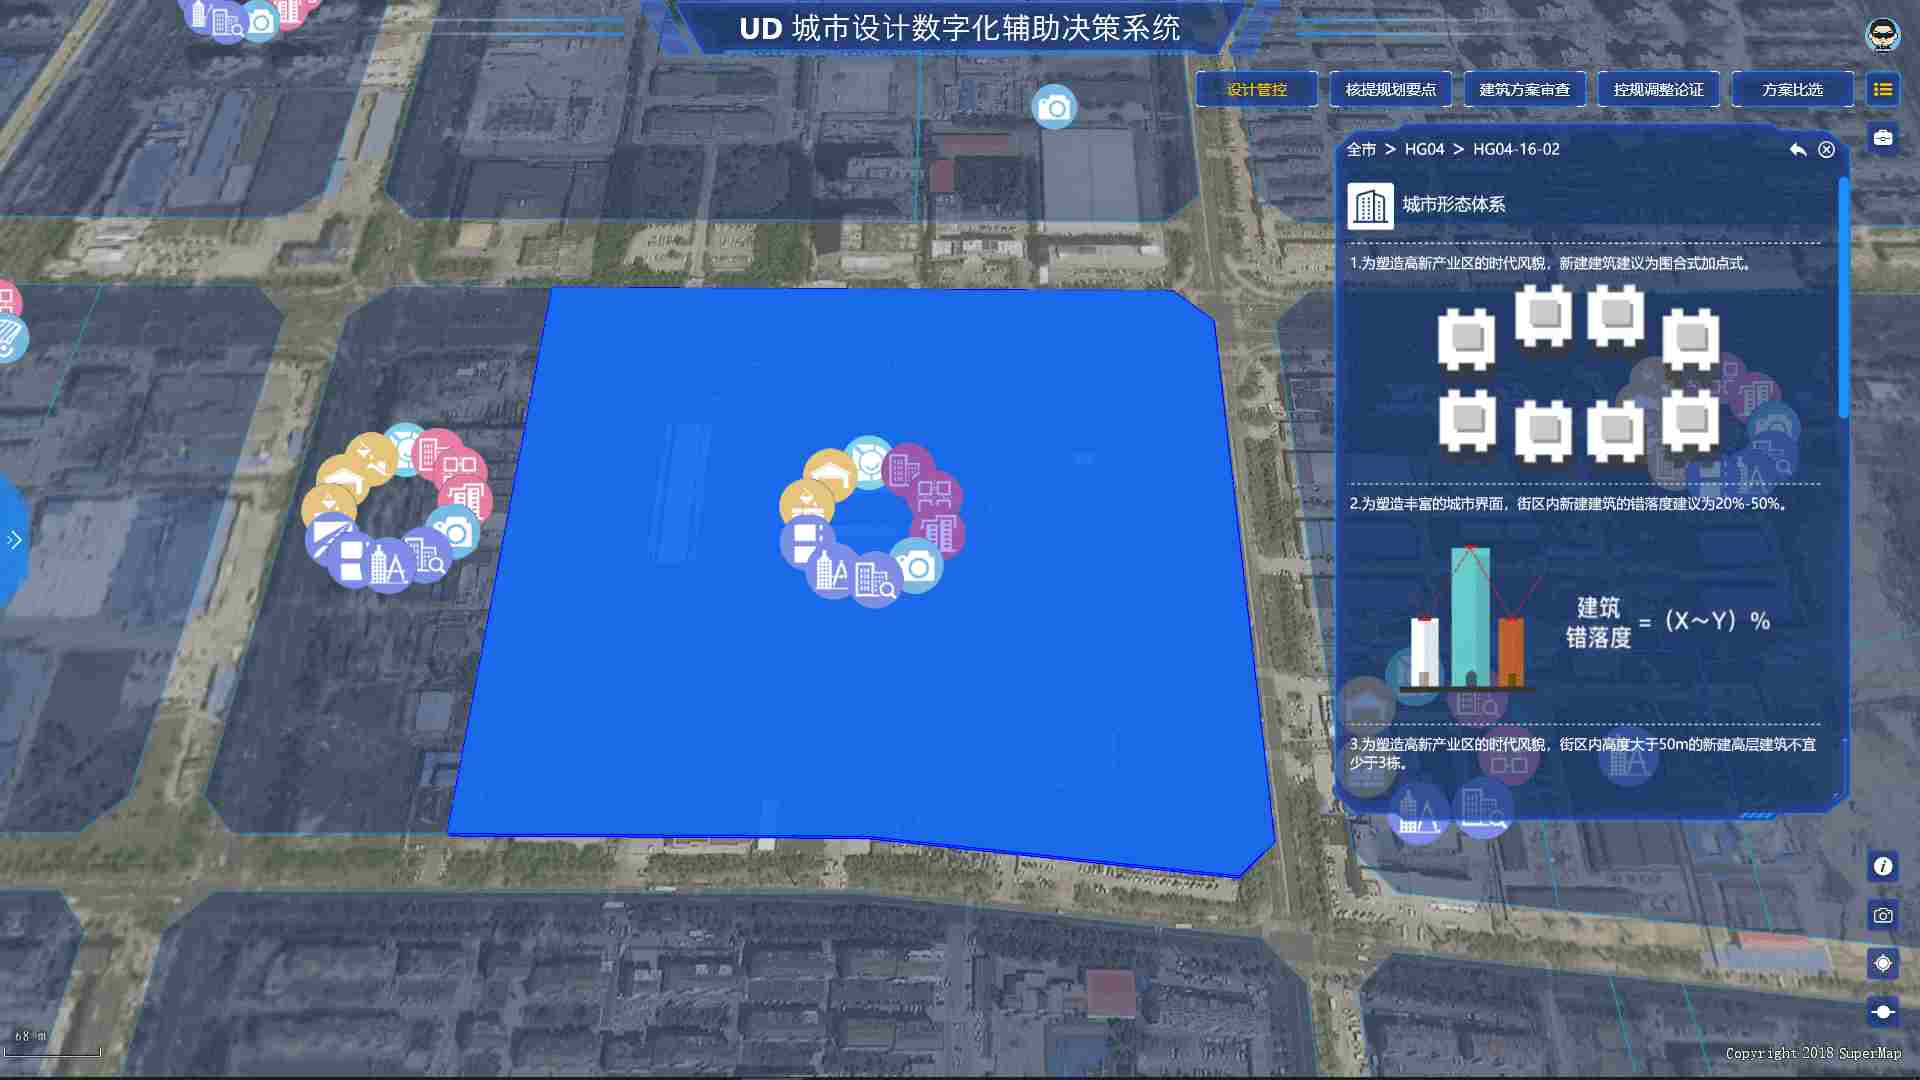 UD 城市设计数字化辅助决策系统
设计管控
核提规划要点
建筑方案审查
控规调整论证
方案比选
全市 > HG04 > HG04-16-02
城市形态体系
1.为塑造高新产业区的时代风貌，新建建筑建议为围合式加点式。
2.为塑造丰富的城市界面，街区内新建建筑的错落度建议为20%-50%。
建筑
错落度 = (X～Y) %
3.为塑造高新产业区的时代风貌，街区内高度大于50m的新建高层建筑不宜
少于3栋。
68 m
Copyright 2018 SuperMap